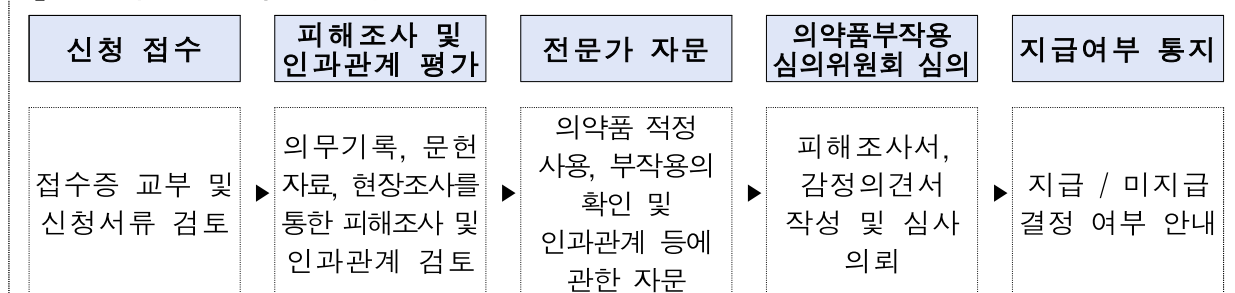 신청 접수
피해조사 및
인과관계 평가
전문가 자문
의약품부작용
심의위원회 심의
지급여부 통지
접수증 교부 및
신청서류 검토
▶
의무기록, 문헌
자료, 현장조사를
통한 피해조사 및
인과관계 검토
▶
의약품 적정
사용, 부작용의
확인 및
인과관계 등에
관한 자문
▶
피해조사서,
감정의견서
작성 및 심사
의뢰
▶
지급 / 미지급
결정 여부 안내